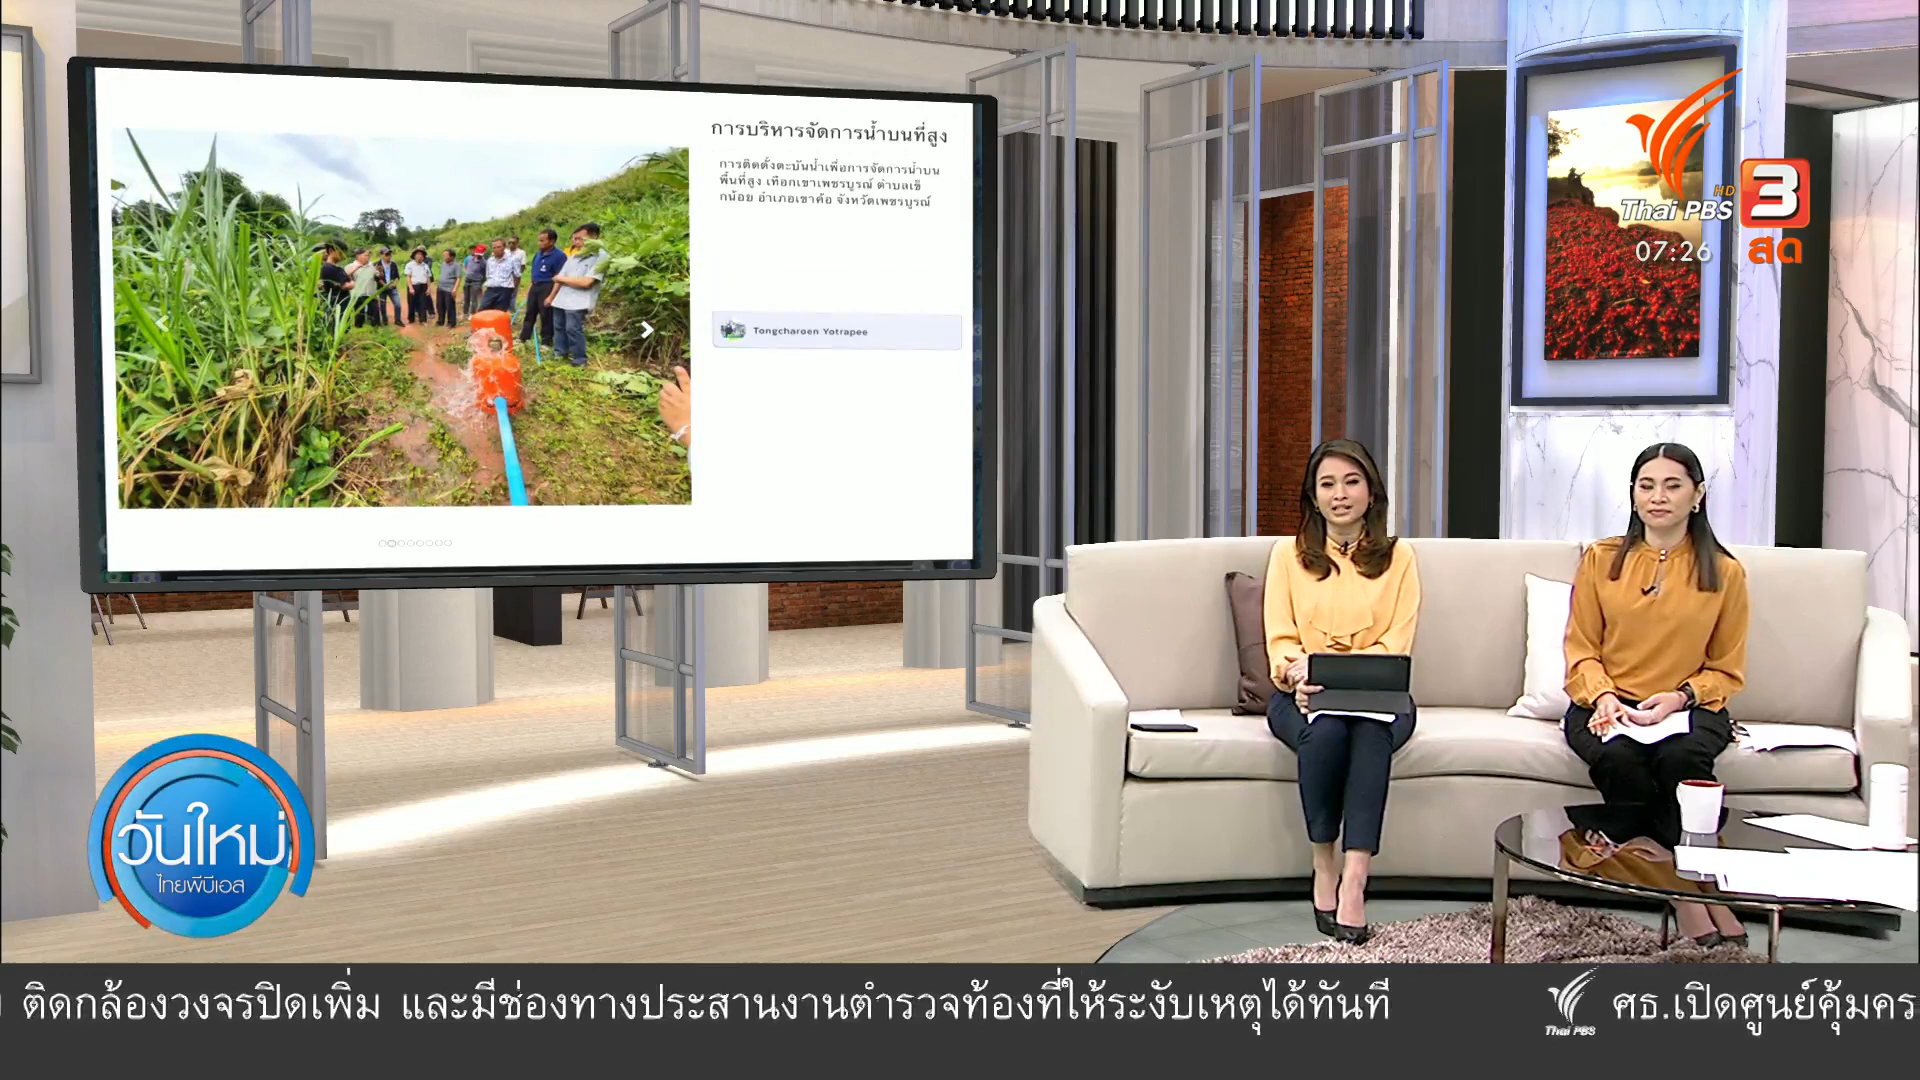 การบริหารจัดการน้ำบนที่สูง
การติดตั้งตะบันน้ำเพื่อการจัดการน้ำบน
พื้นที่สูง เทือกเขาเพชรบูรณ์ ตำบลเข็
กน้อย อำเภอเขาค้อ จังหวัดเพชรบูรณ์
Tongcharoen Yotrapee
HD
Thai PBS
3
07:26
สด
วันใหม่
ไทยพีบีเอส
ติดกล้องวงจรปิดเพิ่ม และมีช่องทางประสานงานตำรวจท้องที่ให้ระงับเหตุได้ทันที
Thai PBS
ศธ.เปิดศูนย์คุ้มคร